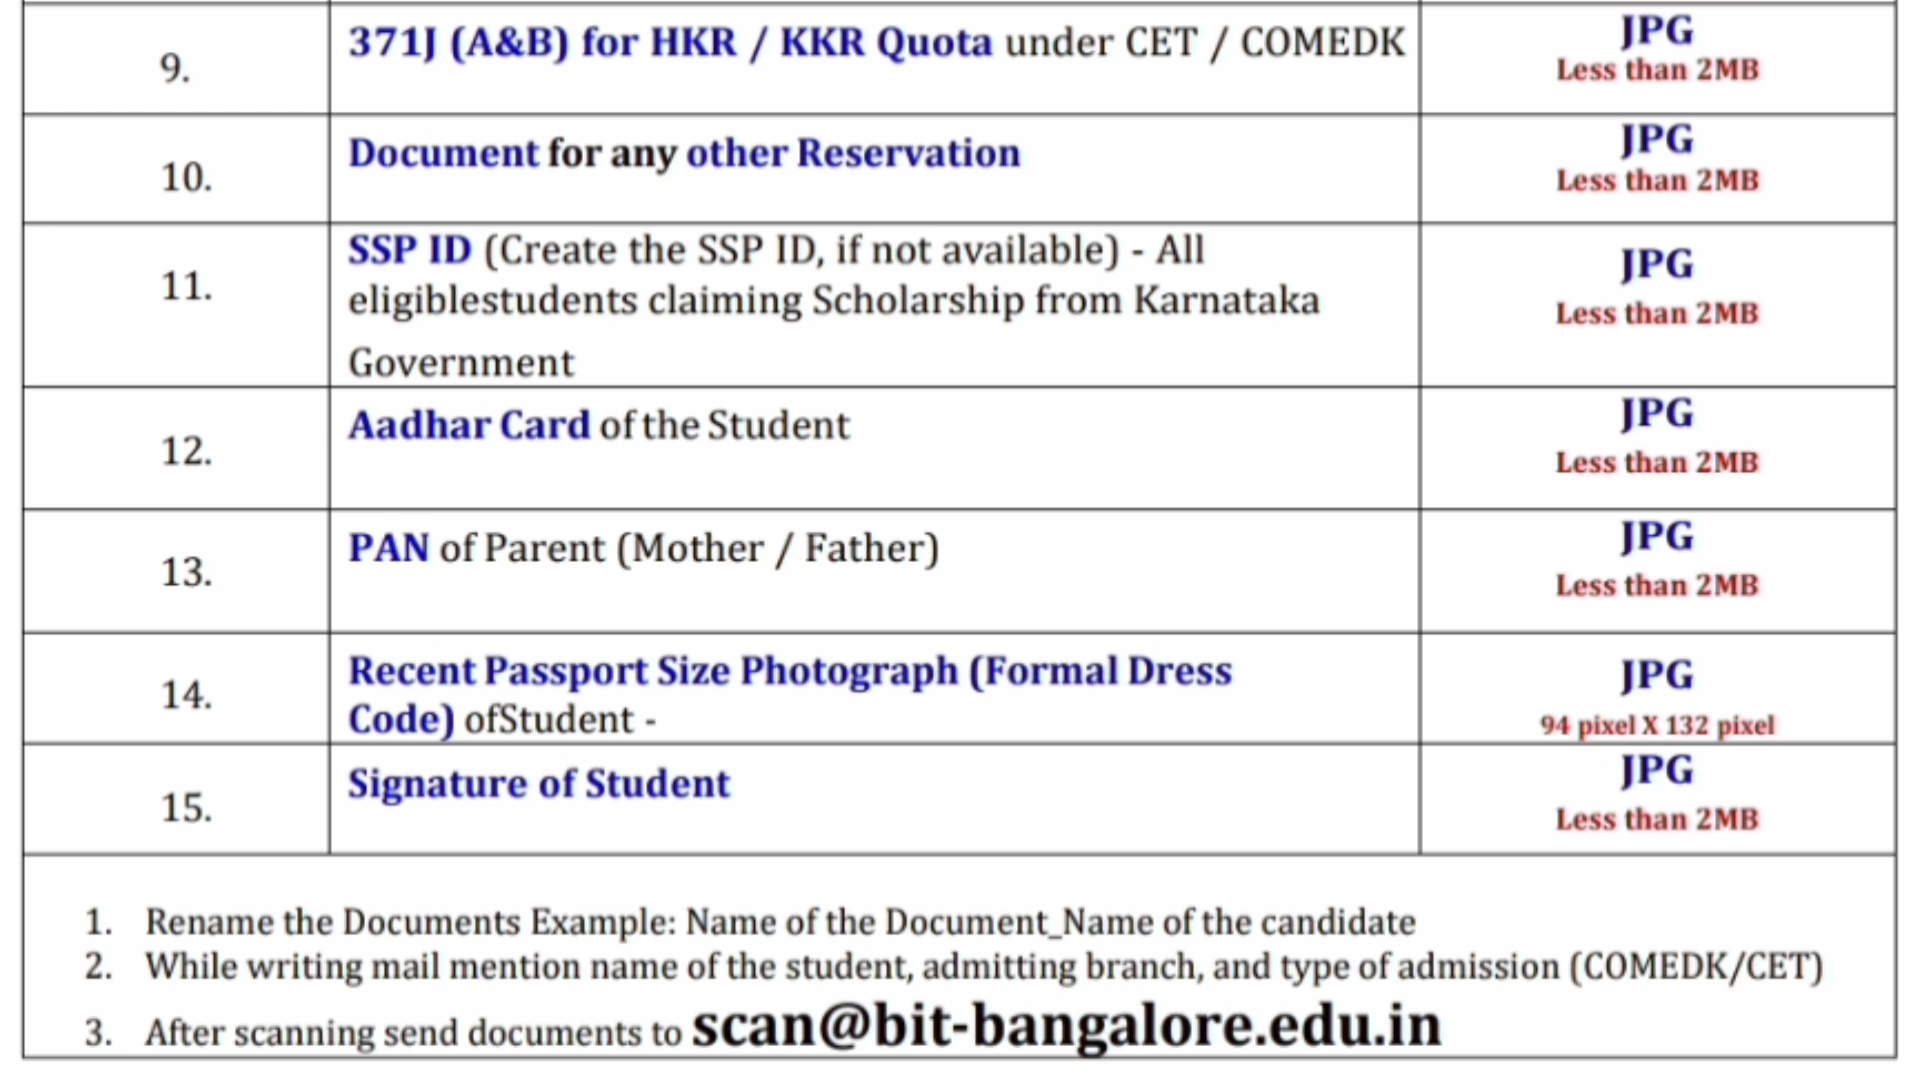 9.
371J (A&B) for HKR / KKR Quota under CET / COMEDK
JPG
Less than 2MB
10.
Document for any other Reservation
JPG
Less than 2MB
11.
SSP ID (Create the SSP ID, if not available) - All
eligiblestudents claiming Scholarship from Karnataka
Government
JPG
Less than 2MB
12.
Aadhar Card of the Student
JPG
Less than 2MB
13.
PAN of Parent (Mother / Father)
JPG
Less than 2MB
14.
Recent Passport Size Photograph (Formal Dress
Code) ofStudent -
JPG
94 pixel X 132 pixel
15.
Signature of Student
JPG
Less than 2MB
1. Rename the Documents Example: Name of the Document_Name of the candidate
2. While writing mail mention name of the student, admitting branch, and type of admission (COMEDK/CET)
3. After scanning send documents to scan@bit-bangalore.edu.in